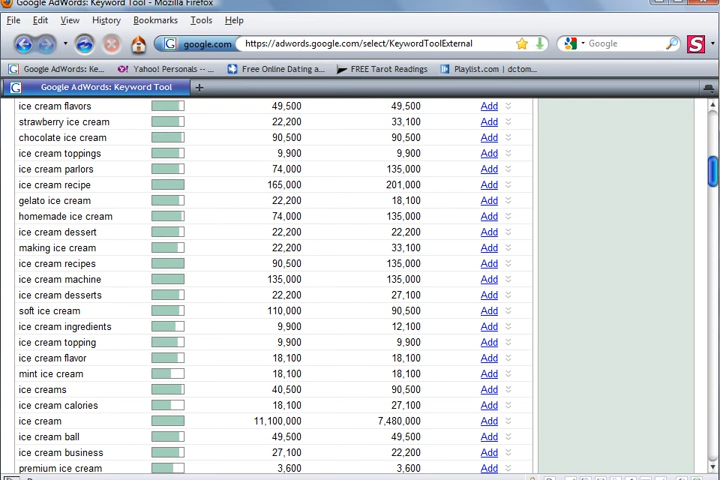 Google AdWords: Keyword Tool - Mozilla Firefox
File Edit View History Bookmarks Tools Help
google.com https://adwords.google.com/select/KeywordToolExternal Google S
Google AdWords: Ke... Yahoo! Personals -- ... Free Online Dating a... FREE Tarot Readings Playlist.com | dctom...
Google AdWords: Keyword Tool
ice cream flavors 49,500 49,500 Add
strawberry ice cream 22,200 33,100 Add
chocolate ice cream 90,500 90,500 Add
ice cream toppings 9,900 9,900 Add
ice cream parlors 74,000 135,000 Add
ice cream recipe 165,000 201,000 Add
gelato ice cream 22,200 18,100 Add
homemade ice cream 74,000 135,000 Add
ice cream dessert 22,200 22,200 Add
making ice cream 22,200 33,100 Add
ice cream recipes 90,500 135,000 Add
ice cream machine 135,000 135,000 Add
ice cream desserts 22,200 27,100 Add
soft ice cream 110,000 90,500 Add
ice cream ingredients 9,900 12,100 Add
ice cream topping 9,900 9,900 Add
ice cream flavor 18,100 18,100 Add
mint ice cream 18,100 18,100 Add
ice creams 40,500 90,500 Add
ice cream calories 18,100 27,100 Add
ice cream 11,100,000 7,480,000 Add
ice cream ball 49,500 49,500 Add
ice cream business 27,100 22,200 Add
premium ice cream 3,600 3,600 Add